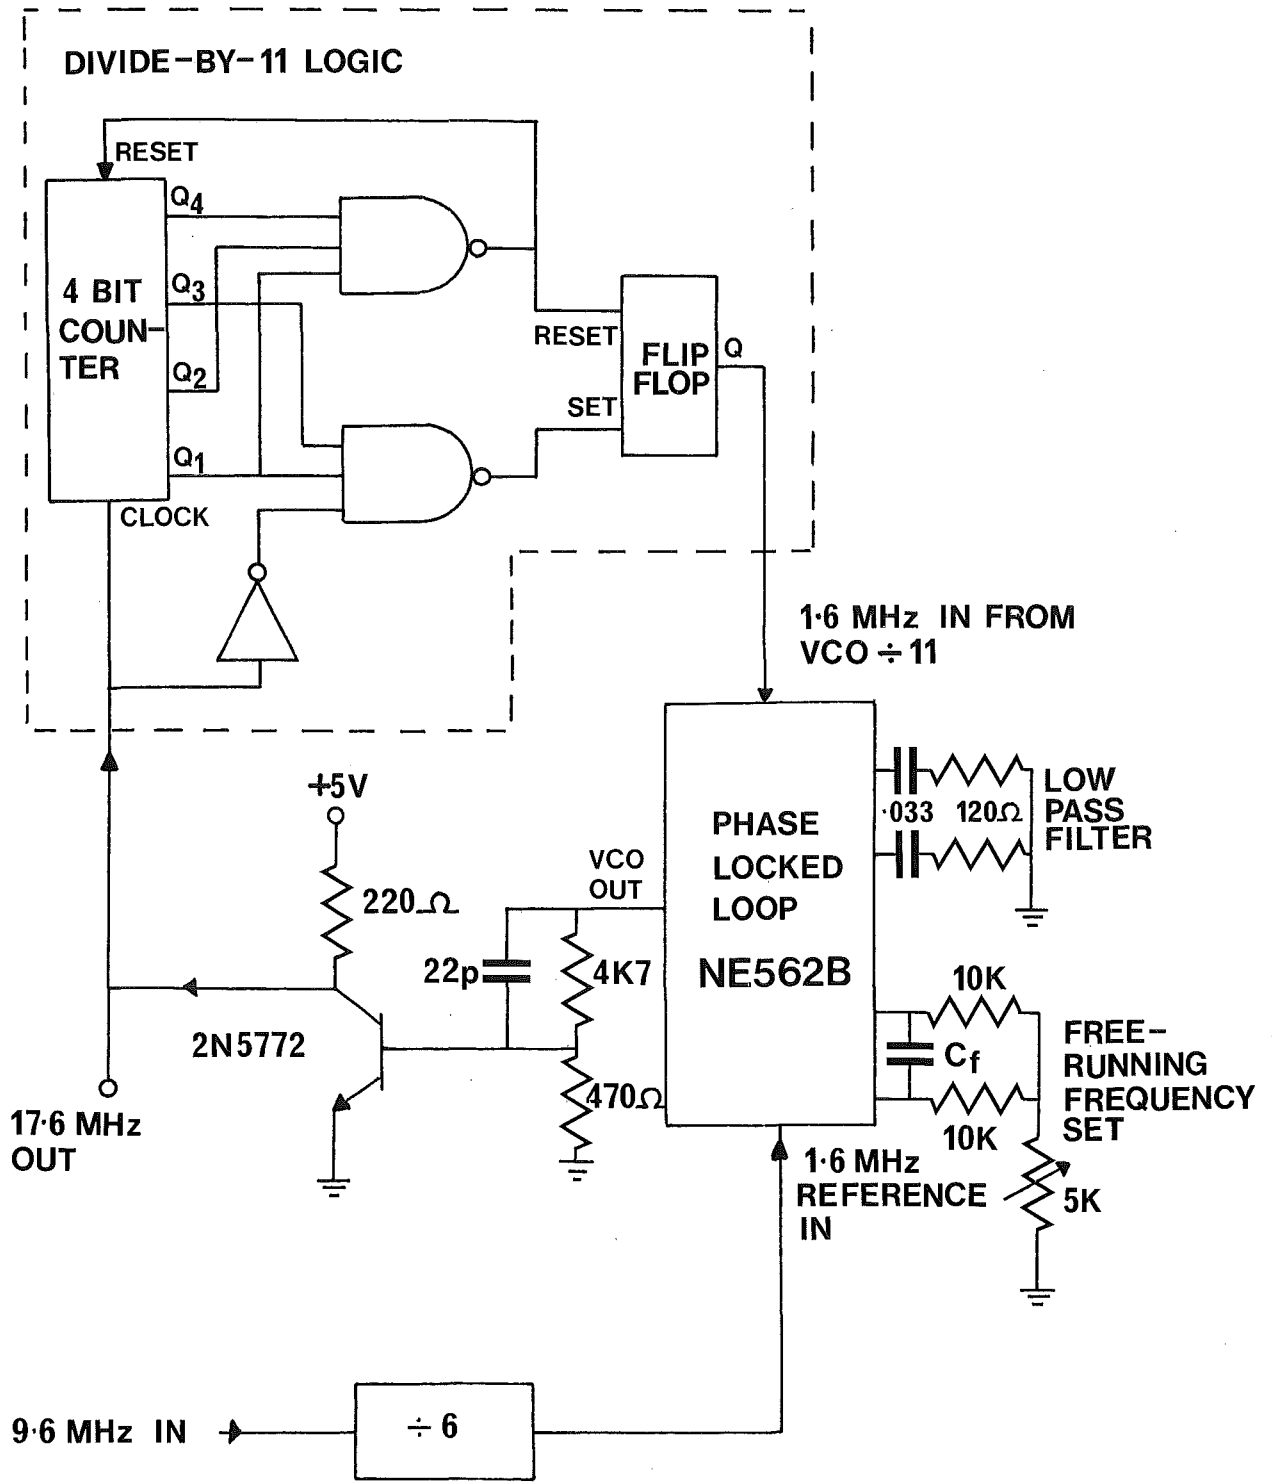 DIVIDE-BY-11 LOGIC
RESET
Q4
4 BIT
COUN-
TER
Q3
Q2
Q1
CLOCK
RESET
SET
FLIP
FLOP
Q
1·6 MHz IN FROM
VCO ÷ 11
+5V
220Ω
22p
4K7
470Ω
2N5772
VCO
OUT
PHASE
LOCKED
LOOP
NE562B
·033
120Ω
LOW
PASS
FILTER
10K
Cf
10K
FREE-
RUNNING
FREQUENCY
SET
5K
17·6 MHz
OUT
1·6 MHz
REFERENCE
IN
9·6 MHz IN
÷ 6